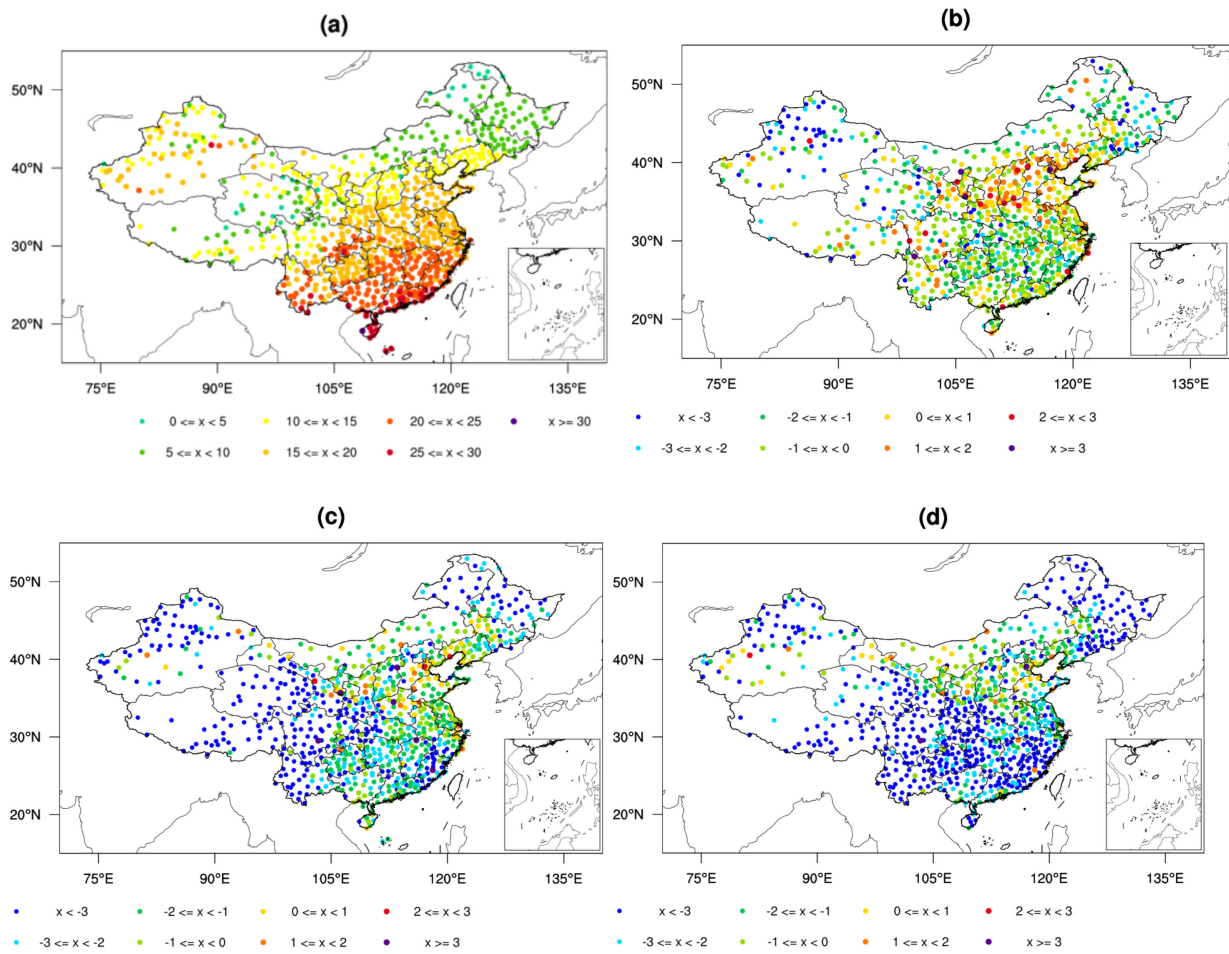 (a)
(b)
50°N
40°N
30°N
20°N
75°E 90°E 105°E 120°E 135°E
50°N
40°N
30°N
20°N
75°E 90°E 105°E 120°E 135°E
0 <= x < 5 10 <= x < 15 20 <= x < 25 x >= 30
5 <= x < 10 15 <= x < 20 25 <= x < 30
x < -3 -2 <= x < -1 0 <= x < 1 2 <= x < 3
-3 <= x < -2 -1 <= x < 0 1 <= x < 2 x >= 3
(c)
(d)
50°N
40°N
30°N
20°N
75°E 90°E 105°E 120°E 135°E
50°N
40°N
30°N
20°N
75°E 90°E 105°E 120°E 135°E
x < -3 -2 <= x < -1 0 <= x < 1 2 <= x < 3
-3 <= x < -2 -1 <= x < 0 1 <= x < 2 x >= 3
x < -3 -2 <= x < -1 0 <= x < 1 2 <= x < 3
-3 <= x < -2 -1 <= x < 0 1 <= x < 2 x >= 3